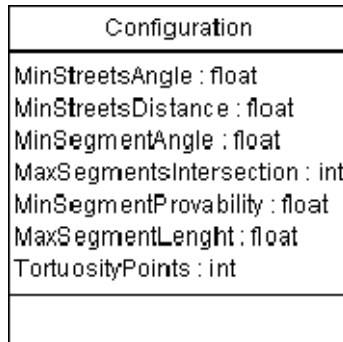 Configuration
MinStreetsAngle : float
MinStreetsDistance : float
MinSegmentAngle : float
MaxSegmentsIntersection : int
MinSegmentProvability : float
MaxSegmentLenght : float
TortuosityPoints : int